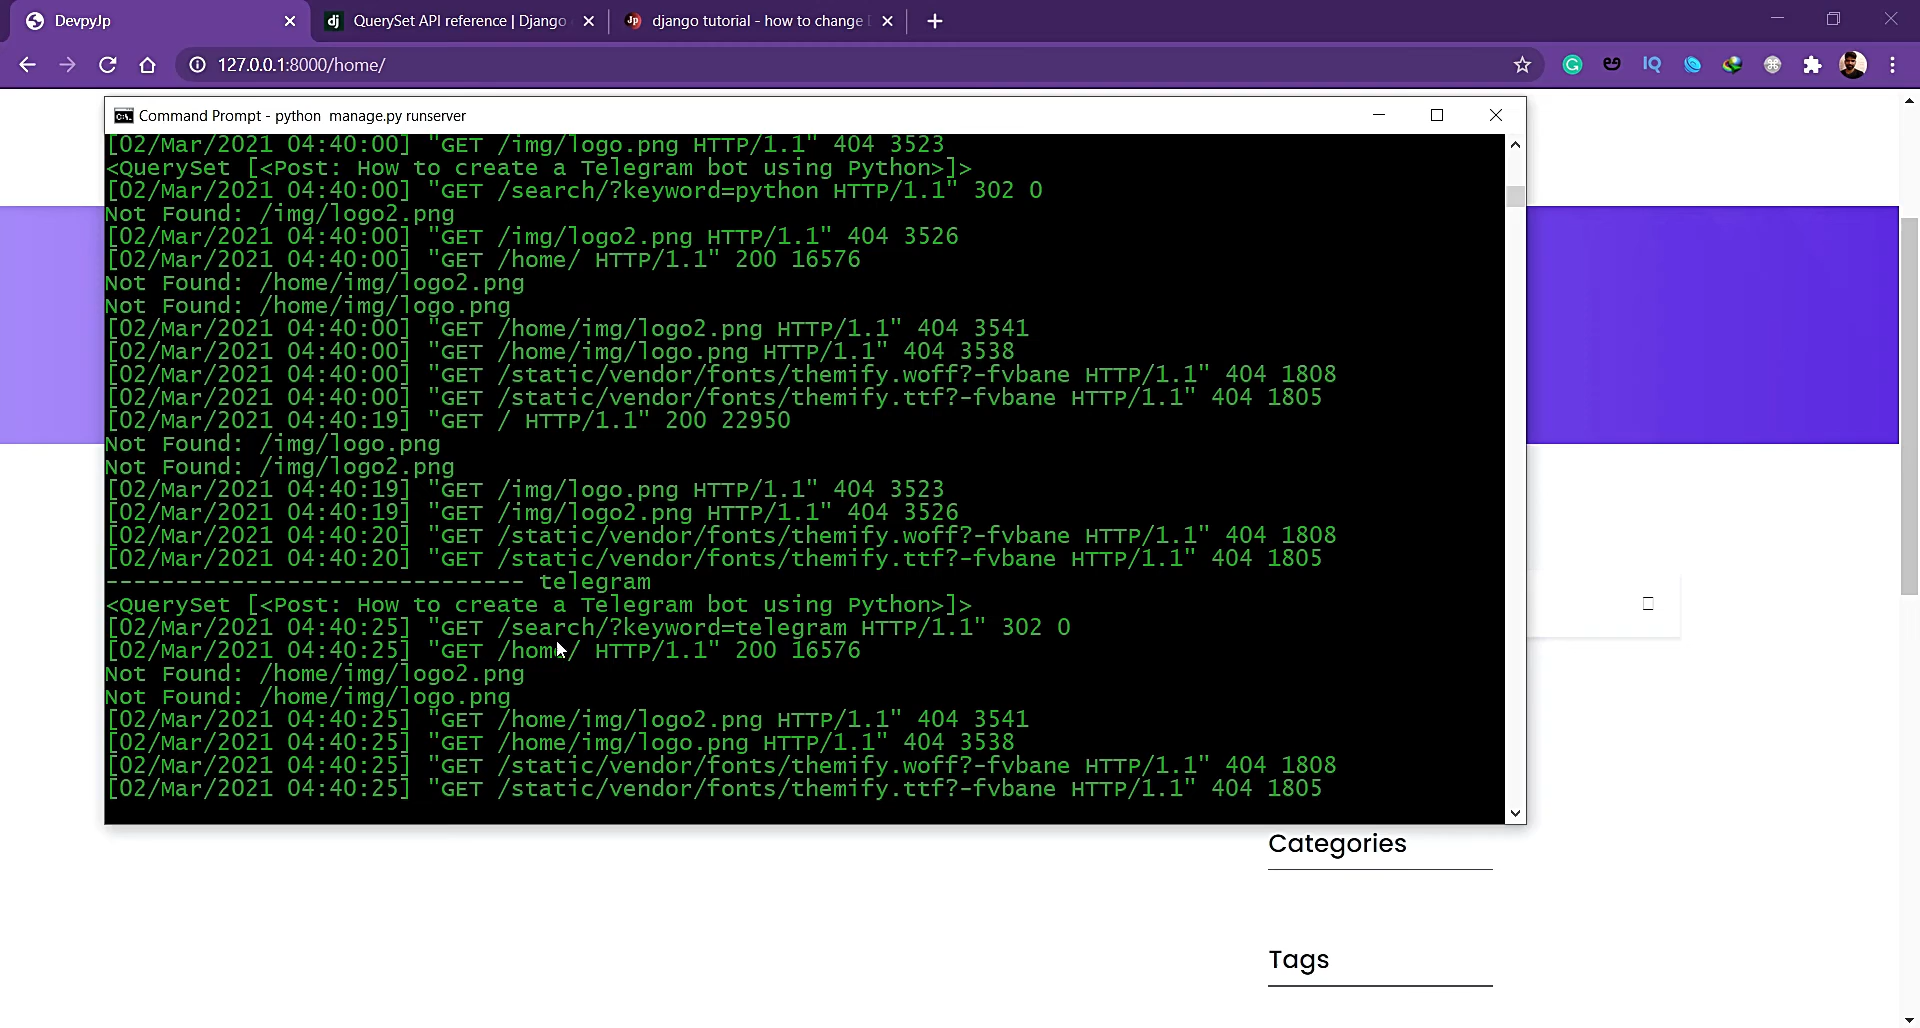 DevpyJp
QuerySet API reference | Django
django tutorial - how to change
127.0.0.1:8000/home/
Command Prompt - python  manage.py runserver
[02/Mar/2021 04:40:00] "GET /img/logo.png HTTP/1.1" 404 3523
<QuerySet [<Post: How to create a Telegram bot using Python>]>
[02/Mar/2021 04:40:00] "GET /search/?keyword=python HTTP/1.1" 302 0
Not Found: /img/logo2.png
[02/Mar/2021 04:40:00] "GET /img/logo2.png HTTP/1.1" 404 3526
[02/Mar/2021 04:40:00] "GET /home/ HTTP/1.1" 200 16576
Not Found: /home/img/logo2.png
Not Found: /home/img/logo.png
[02/Mar/2021 04:40:00] "GET /home/img/logo2.png HTTP/1.1" 404 3541
[02/Mar/2021 04:40:00] "GET /home/img/logo.png HTTP/1.1" 404 3538
[02/Mar/2021 04:40:00] "GET /static/vendor/fonts/themify.woff?-fvbane HTTP/1.1" 404 1808
[02/Mar/2021 04:40:00] "GET /static/vendor/fonts/themify.ttf?-fvbane HTTP/1.1" 404 1805
[02/Mar/2021 04:40:19] "GET / HTTP/1.1" 200 22950
Not Found: /img/logo.png
Not Found: /img/logo2.png
[02/Mar/2021 04:40:19] "GET /img/logo.png HTTP/1.1" 404 3523
[02/Mar/2021 04:40:19] "GET /img/logo2.png HTTP/1.1" 404 3526
[02/Mar/2021 04:40:20] "GET /static/vendor/fonts/themify.woff?-fvbane HTTP/1.1" 404 1808
[02/Mar/2021 04:40:20] "GET /static/vendor/fonts/themify.ttf?-fvbane HTTP/1.1" 404 1805
------------------------------ telegram
<QuerySet [<Post: How to create a Telegram bot using Python>]>
[02/Mar/2021 04:40:25] "GET /search/?keyword=telegram HTTP/1.1" 302 0
[02/Mar/2021 04:40:25] "GET /home/ HTTP/1.1" 200 16576
Not Found: /home/img/logo2.png
Not Found: /home/img/logo.png
[02/Mar/2021 04:40:25] "GET /home/img/logo2.png HTTP/1.1" 404 3541
[02/Mar/2021 04:40:25] "GET /home/img/logo.png HTTP/1.1" 404 3538
[02/Mar/2021 04:40:25] "GET /static/vendor/fonts/themify.woff?-fvbane HTTP/1.1" 404 1808
[02/Mar/2021 04:40:25] "GET /static/vendor/fonts/themify.ttf?-fvbane HTTP/1.1" 404 1805
Categories
Tags